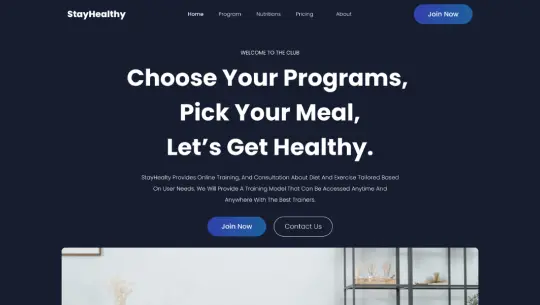 StayHealthy
Home Program Nutritions Pricing About
Join Now
WELCOME TO THE CLUB
Choose Your Programs,
Pick Your Meal,
Let's Get Healthy.
StayHealty Provides Online Training, And Consultation About Diet And Exercise Tailored Based
On User Needs. We Will Provide A Training Model That Can Be Accessed Anytime And
Anywhere With The Best Trainers.
Join Now Contact Us